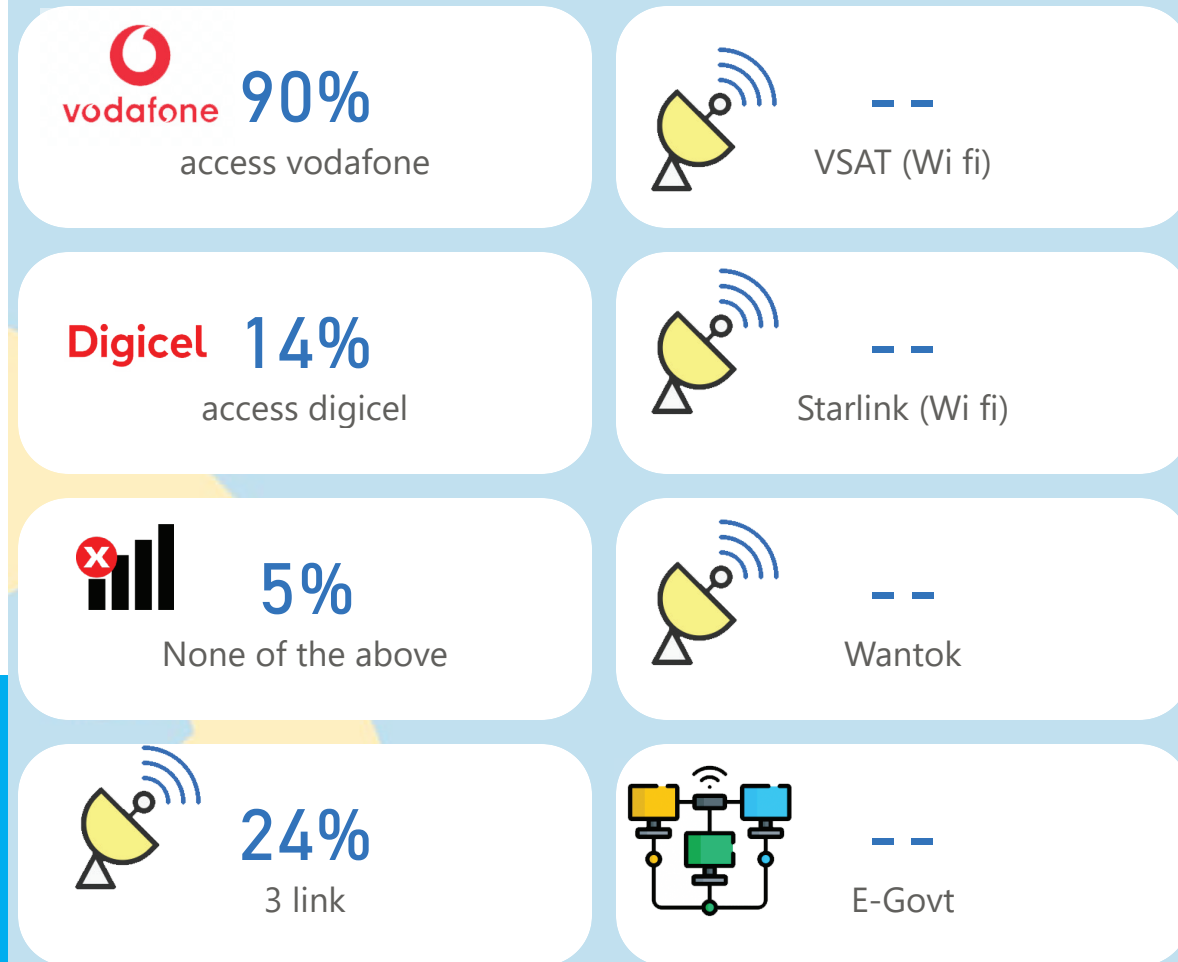 vodafone
90%
access vodafone
- -
VSAT (Wi fi)
Digicel
14%
access digicel
- -
Starlink (Wi fi)
X
5%
None of the above
- -
Wantok
24%
3 link
- -
E-Govt